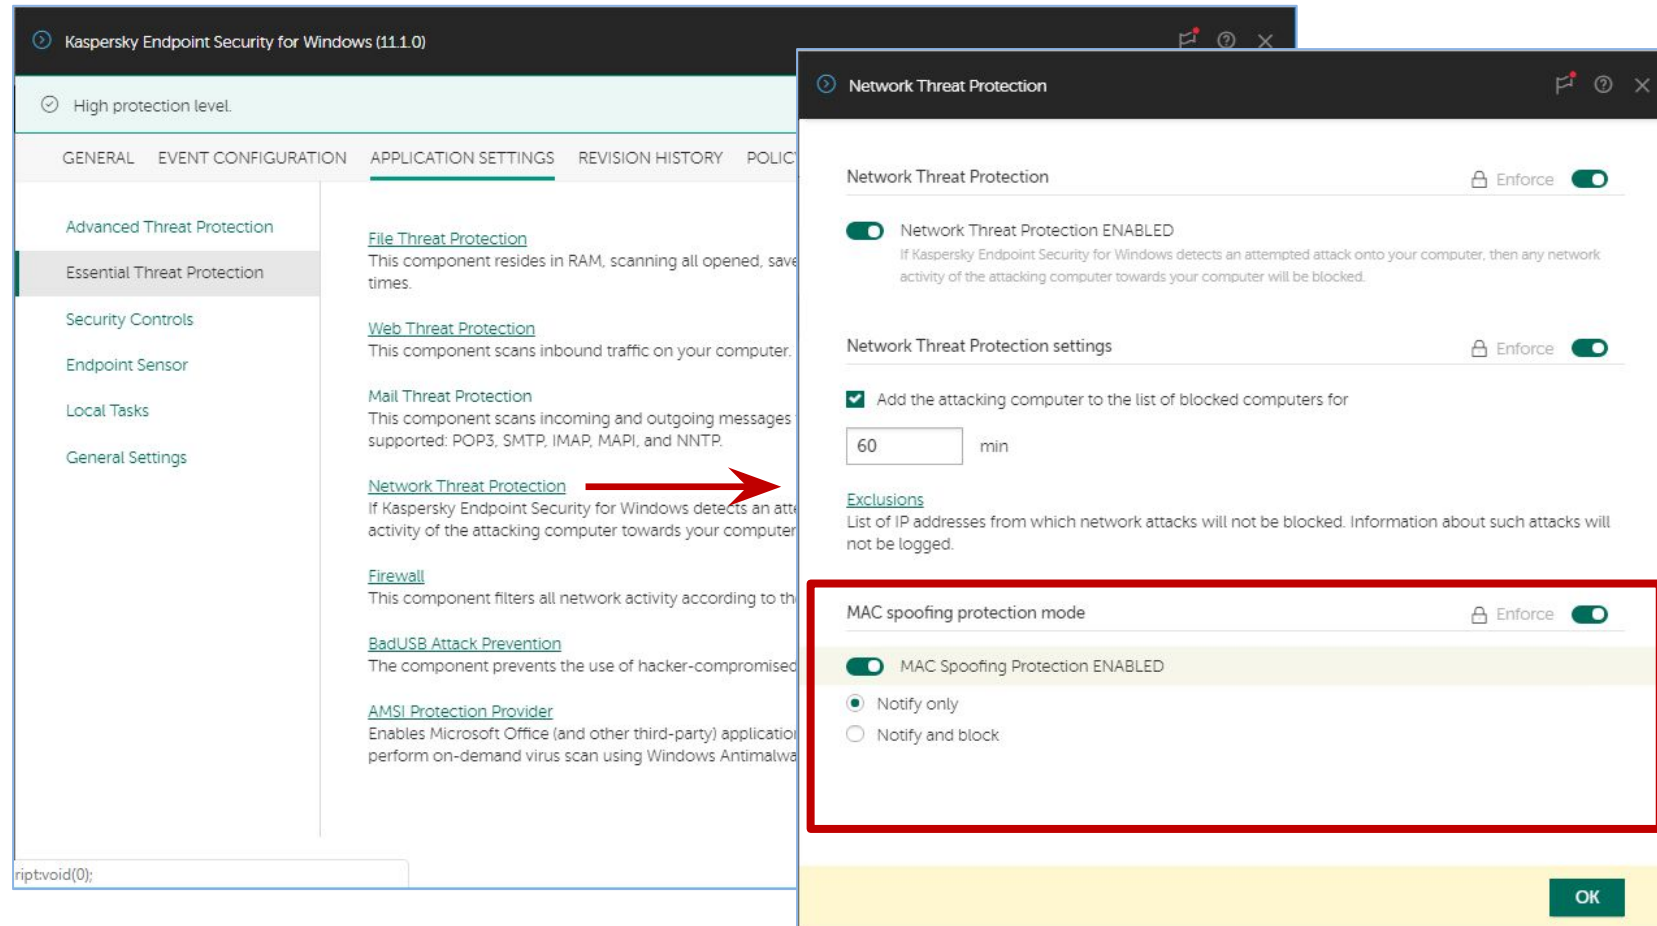 Kaspersky Endpoint Security for Windows (11.1.0)
High protection level.
GENERAL EVENT CONFIGURATION APPLICATION SETTINGS REVISION HISTORY POLIC
Advanced Threat Protection
Essential Threat Protection
Security Controls
Endpoint Sensor
Local Tasks
General Settings
File Threat Protection
This component resides in RAM, scanning all opened, save
times.
Web Threat Protection
This component scans inbound traffic on your computer.
Mail Threat Protection
This component scans incoming and outgoing messages
supported: POP3, SMTP, IMAP, MAPI, and NNTP.
Network Threat Protection
If Kaspersky Endpoint Security for Windows detects an atte
activity of the attacking computer towards your computer
Firewall
This component filters all network activity according to th
BadUSB Attack Prevention
The component prevents the use of hacker-compromised
AMSI Protection Provider
Enables Microsoft Office (and other third-party) applicatio
perform on-demand virus scan using Windows Antimalwa
ript:void(0);
Network Threat Protection
Network Threat Protection Enforce
Network Threat Protection ENABLED
If Kaspersky Endpoint Security for Windows detects an attempted attack onto your computer, then any network
activity of the attacking computer towards your computer will be blocked.
Network Threat Protection settings Enforce
Add the attacking computer to the list of blocked computers for
60 min
Exclusions
List of IP addresses from which network attacks will not be blocked. Information about such attacks will
not be logged.
MAC spoofing protection mode Enforce
MAC Spoofing Protection ENABLED
Notify only
Notify and block
OK